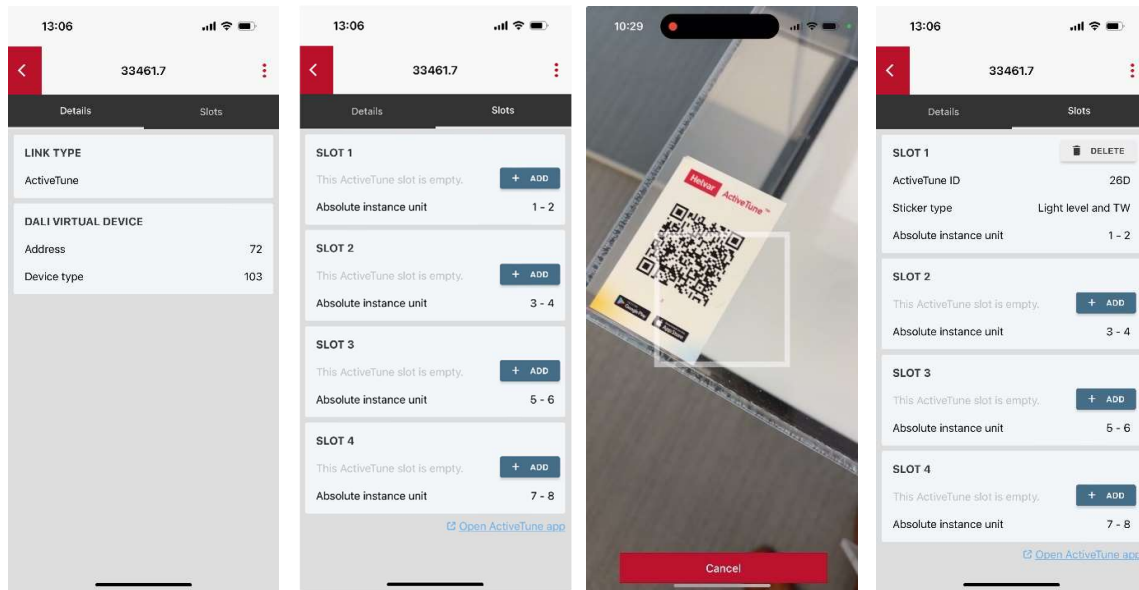 13:06
33461.7
Details Slots
LINK TYPE
ActiveTune
DALI VIRTUAL DEVICE
Address 72
Device type 103
13:06
33461.7
Details Slots
SLOT 1
This ActiveTune slot is empty. + ADD
Absolute instance unit 1 - 2
SLOT 2
This ActiveTune slot is empty. + ADD
Absolute instance unit 3 - 4
SLOT 3
This ActiveTune slot is empty. + ADD
Absolute instance unit 5 - 6
SLOT 4
This ActiveTune slot is empty. + ADD
Absolute instance unit 7 - 8
Open ActiveTune app
10:29
Helvar ActiveTune™
Google Play
App Store
Cancel
13:06
33461.7
Details Slots
SLOT 1 DELETE
ActiveTune ID 26D
Sticker type Light level and TW
Absolute instance unit 1 - 2
SLOT 2
This ActiveTune slot is empty. + ADD
Absolute instance unit 3 - 4
SLOT 3
This ActiveTune slot is empty. + ADD
Absolute instance unit 5 - 6
SLOT 4
This ActiveTune slot is empty. + ADD
Absolute instance unit 7 - 8
Open ActiveTune app